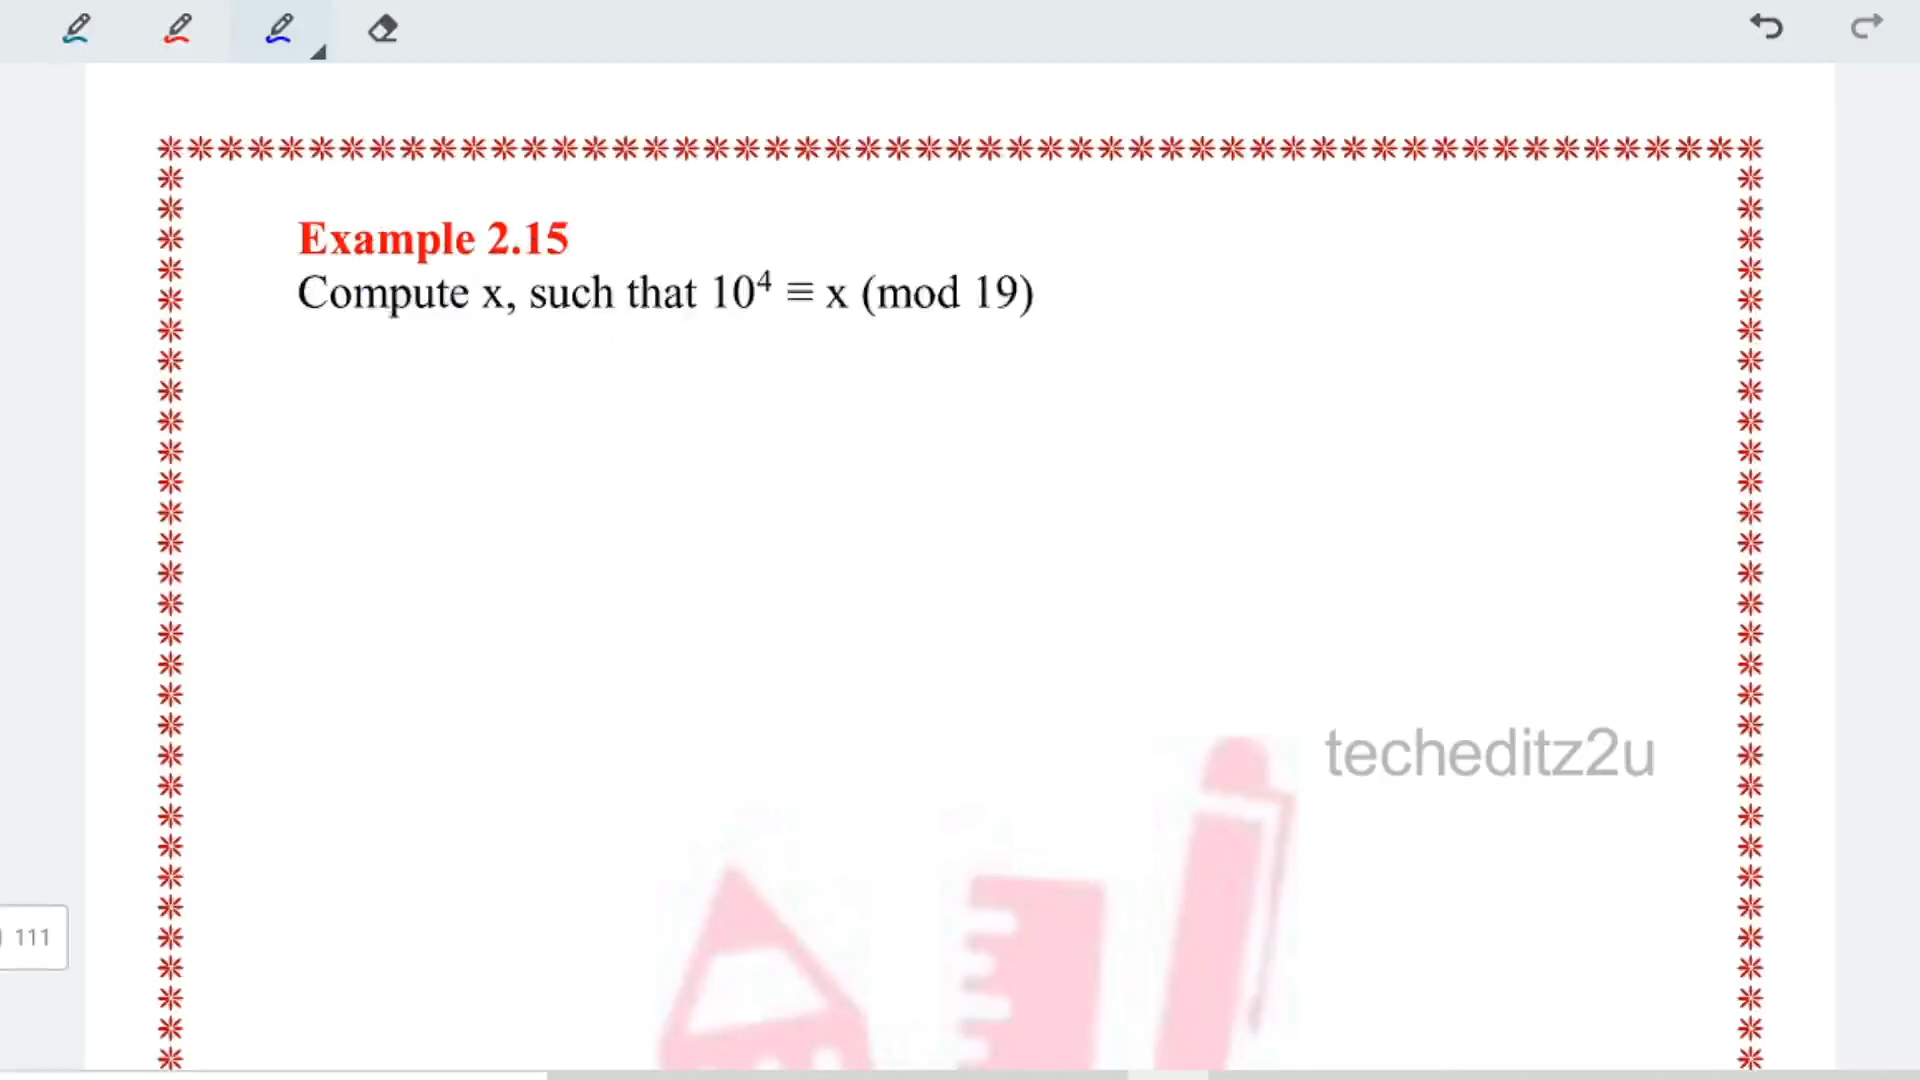 Example 2.15
Compute x, such that 10⁴ ≡ x (mod 19)
techeditz2u
111